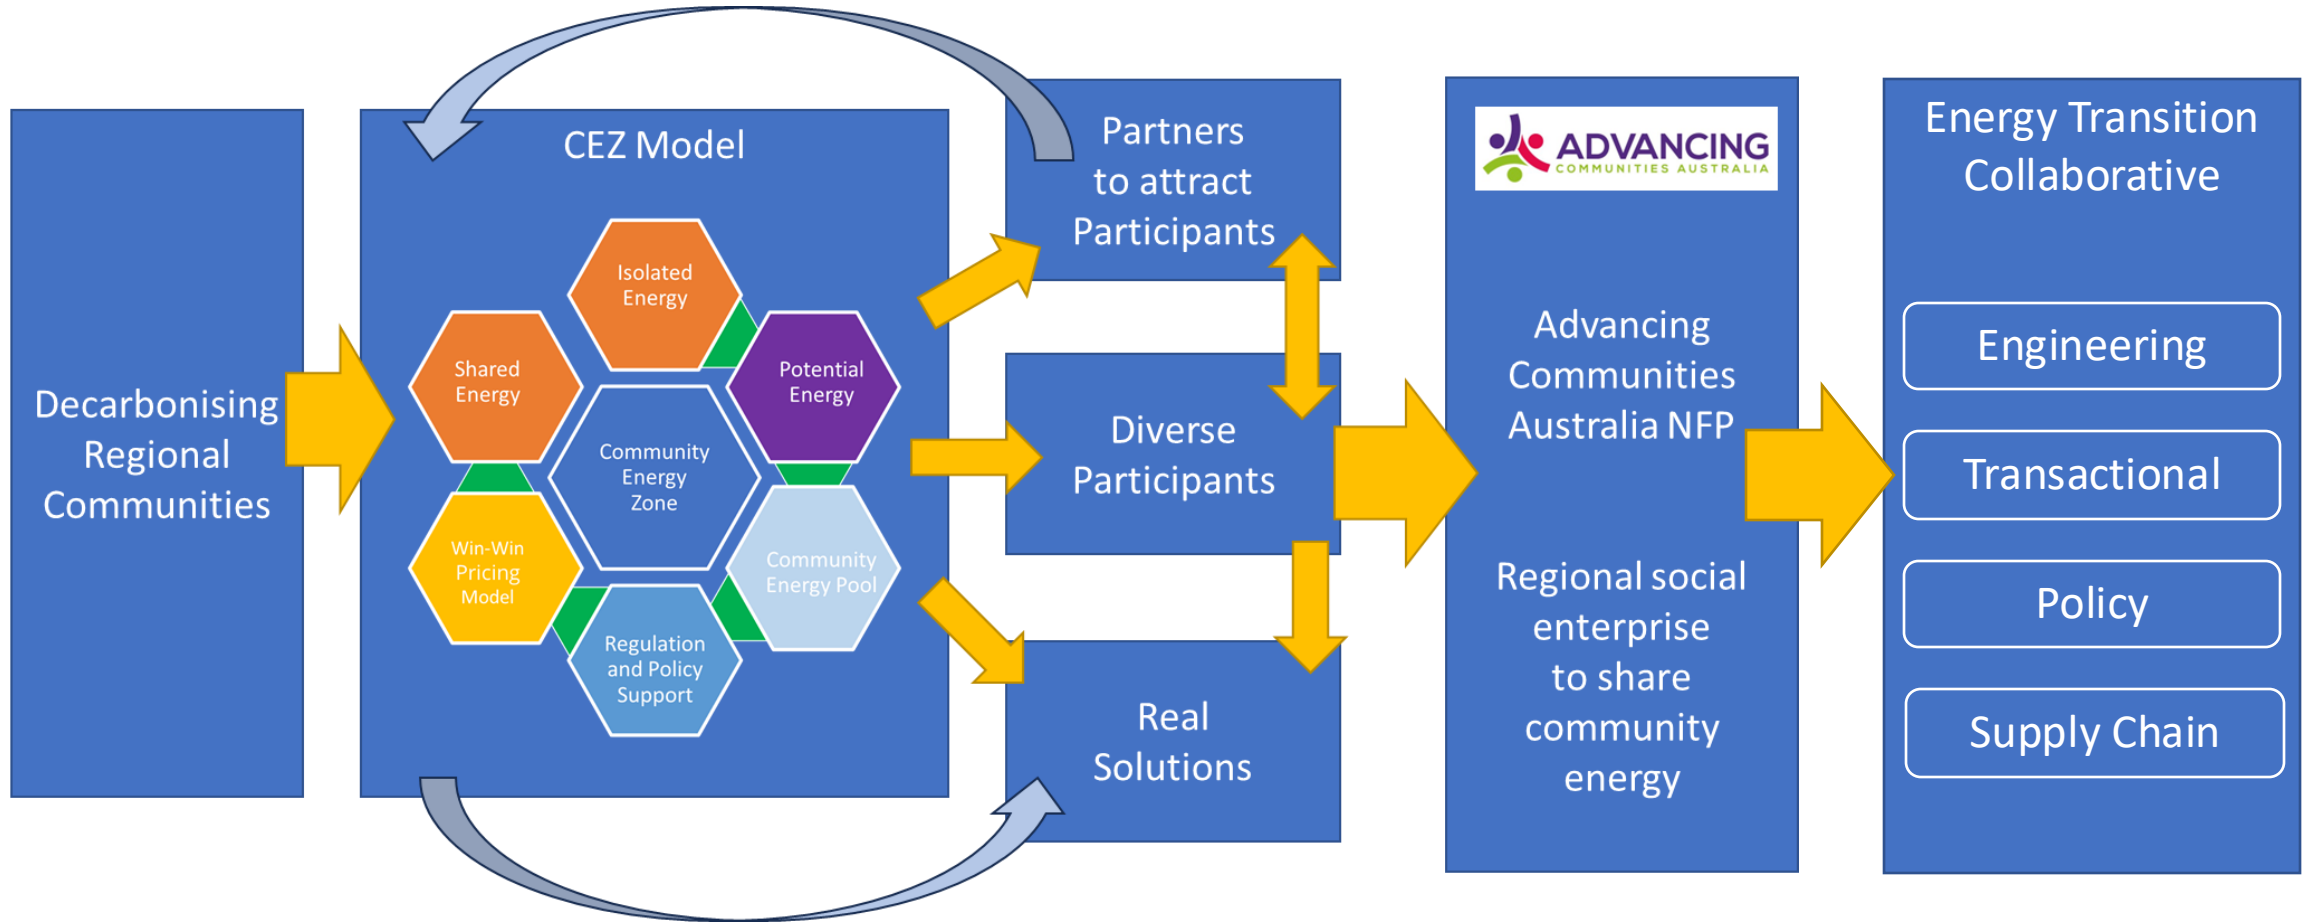 Decarbonising
Regional
Communities
CEZ Model
Isolated
Energy
Shared
Energy
Potential
Energy
Community
Energy
Zone
Win-Win
Pricing
Model
Community
Energy Pool
Regulation
and Policy
Support
Partners
to attract
Participants
Diverse
Participants
Real
Solutions
ADVANCING
COMMUNITIES AUSTRALIA
Advancing
Communities
Australia NFP
Regional social
enterprise
to share
community
energy
Energy Transition
Collaborative
Engineering
Transactional
Policy
Supply Chain